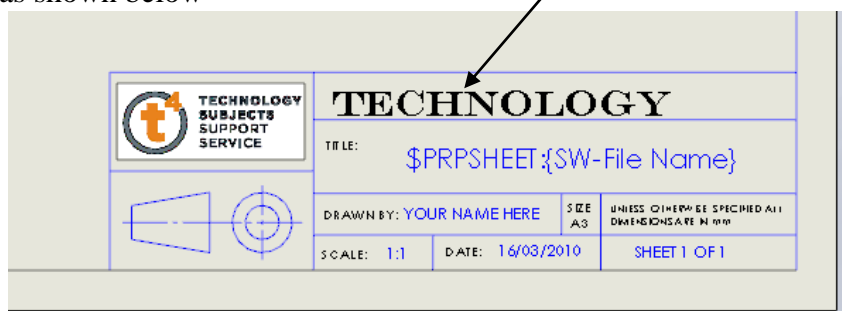 as shown below
t4 TECHNOLOGY SUBJECTS SUPPORT SERVICE
TECHNOLOGY
TITLE: $PRPSHEET:{SW-File Name}
DRAWN BY: YOUR NAME HERE
SIZE A3
UNLESS OTHERWISE SPECIFIED ALL
DIMENSIONS ARE IN mm
SCALE: 1:1
DATE: 16/03/2010
SHEET 1 OF 1